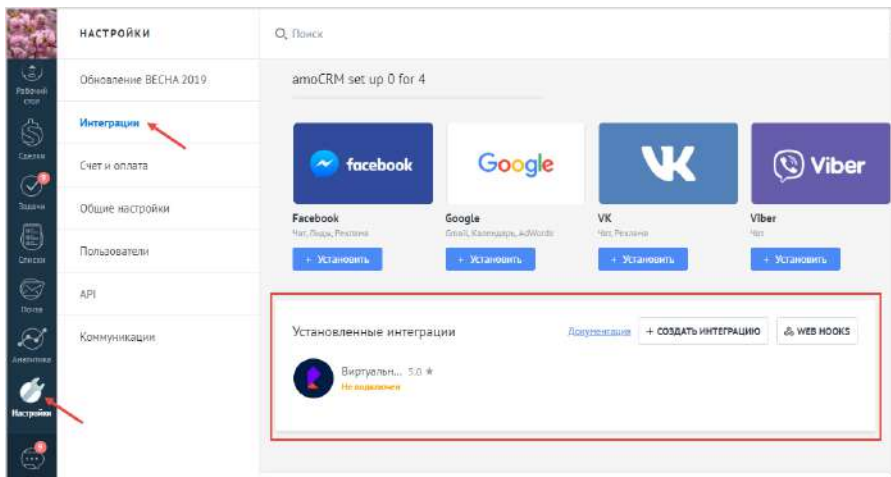 Рабочий
стол
Сделки
Задачи
Списки
Почта
Аналитика
Настройки
НАСТРОЙКИ
Обновление ВЕСНА 2019
Интеграции
Счет и оплата
Общие настройки
Пользователи
API
Коммуникации
Поиск
amoCRM set up 0 for 4
facebook
Google
VK
Viber
Facebook
Чат, Лиды, Реклама
+ Установить
Google
Gmail, Календарь, AdWords
+ Установить
VK
Чат, Реклама
+ Установить
Viber
Чат
+ Установить
Установленные интеграции
Документация
+ СОЗДАТЬ ИНТЕГРАЦИЮ
WEB HOOKS
Виртуальн... 5.0 ★
Не подключен